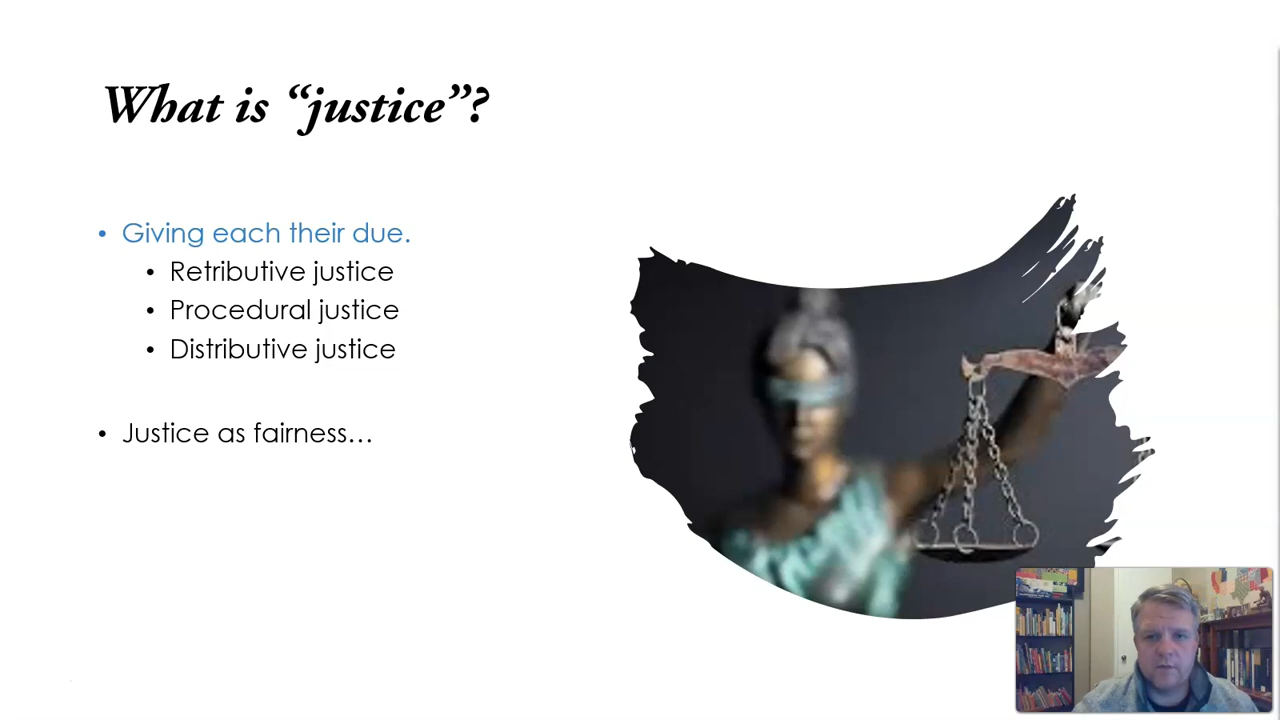 What is “justice”?
• Giving each their due.
• Retributive justice
• Procedural justice
• Distributive justice
• Justice as fairness…